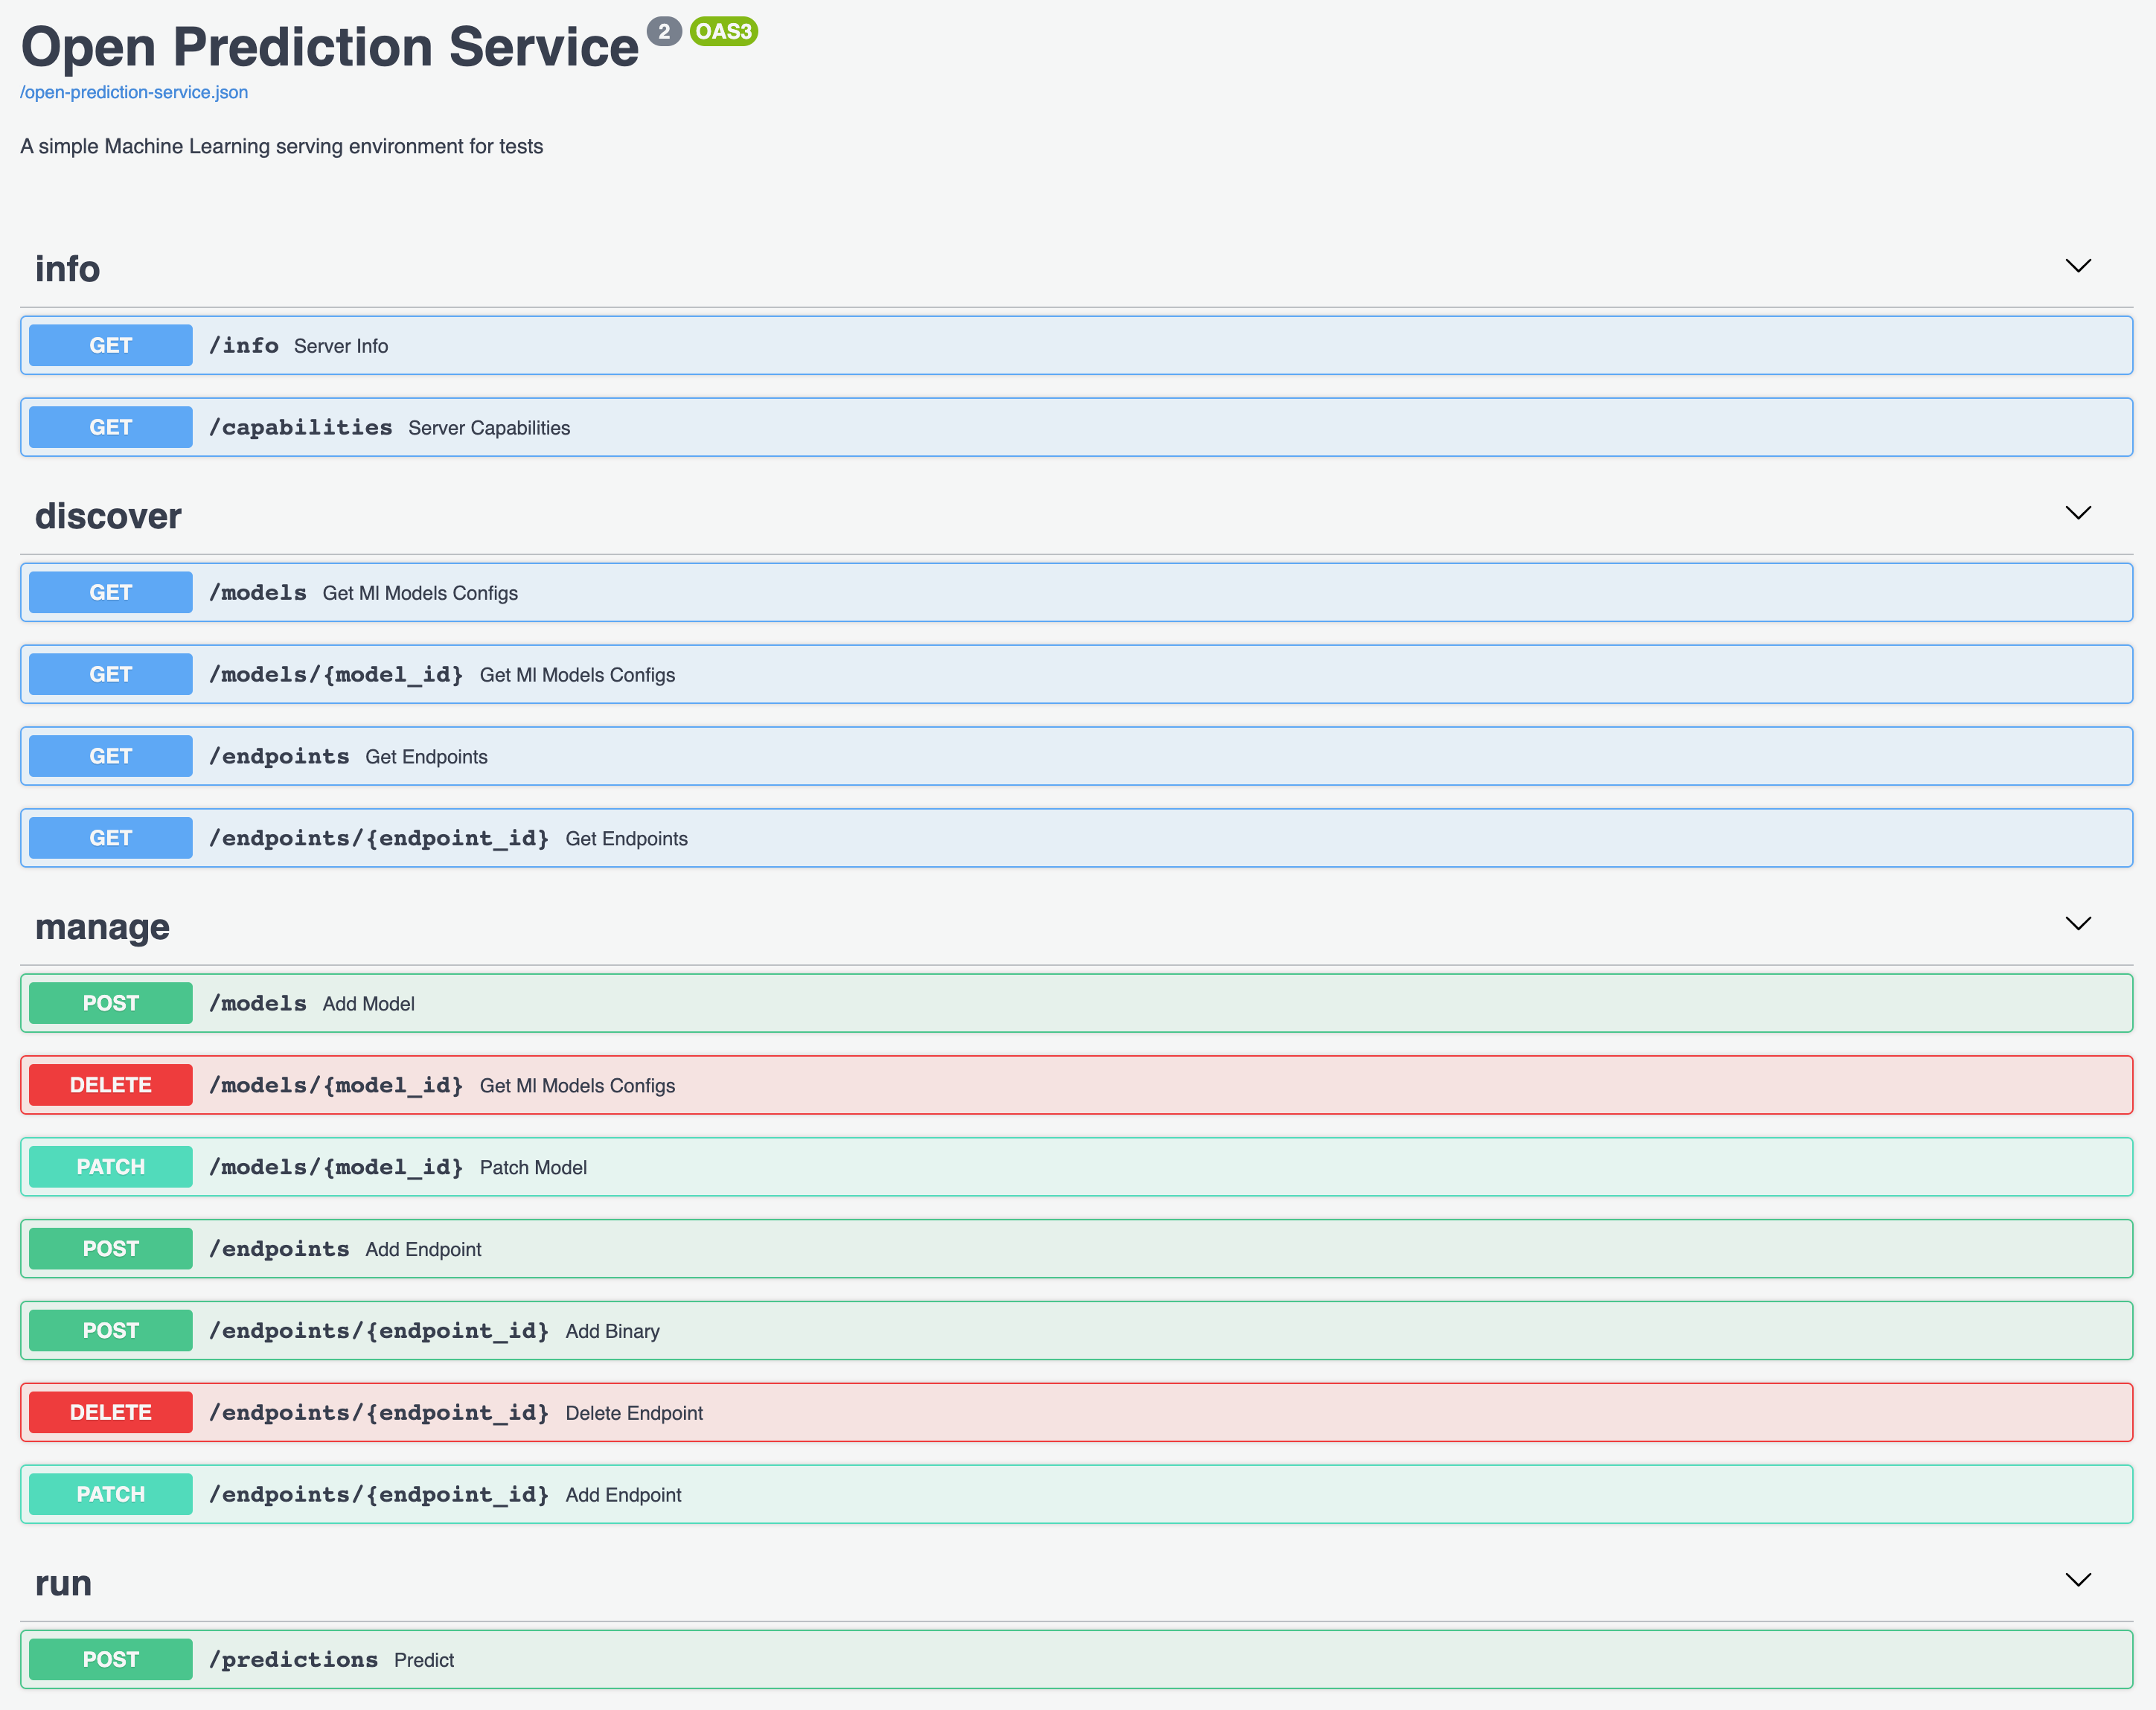 Open Prediction Service 2 OAS3
/open-prediction-service.json
A simple Machine Learning serving environment for tests
info
GET /info Server Info
GET /capabilities Server Capabilities
discover
GET /models Get Ml Models Configs
GET /models/{model_id} Get Ml Models Configs
GET /endpoints Get Endpoints
GET /endpoints/{endpoint_id} Get Endpoints
manage
POST /models Add Model
DELETE /models/{model_id} Get Ml Models Configs
PATCH /models/{model_id} Patch Model
POST /endpoints Add Endpoint
POST /endpoints/{endpoint_id} Add Binary
DELETE /endpoints/{endpoint_id} Delete Endpoint
PATCH /endpoints/{endpoint_id} Add Endpoint
run
POST /predictions Predict